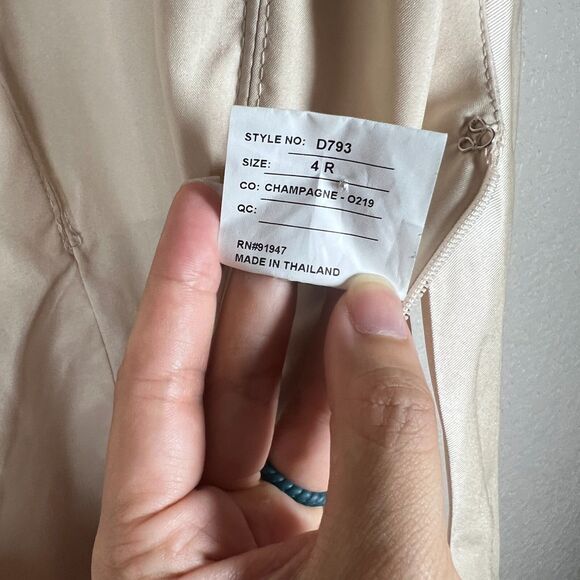 STYLE NO: D793
SIZE: 4 R
CO: CHAMPAGNE - O219
QC:
RN#91947
MADE IN THAILAND